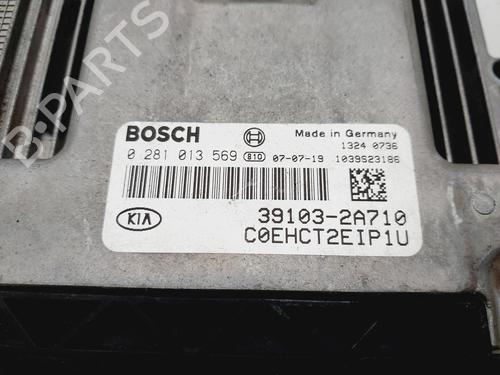 B-PARTS
BOSCH
Made in Germany
1324 0736
0 281 013 569 810 07-07-19 1039S23186
KIA
39103-2A710
C0EHCT2EIP1U